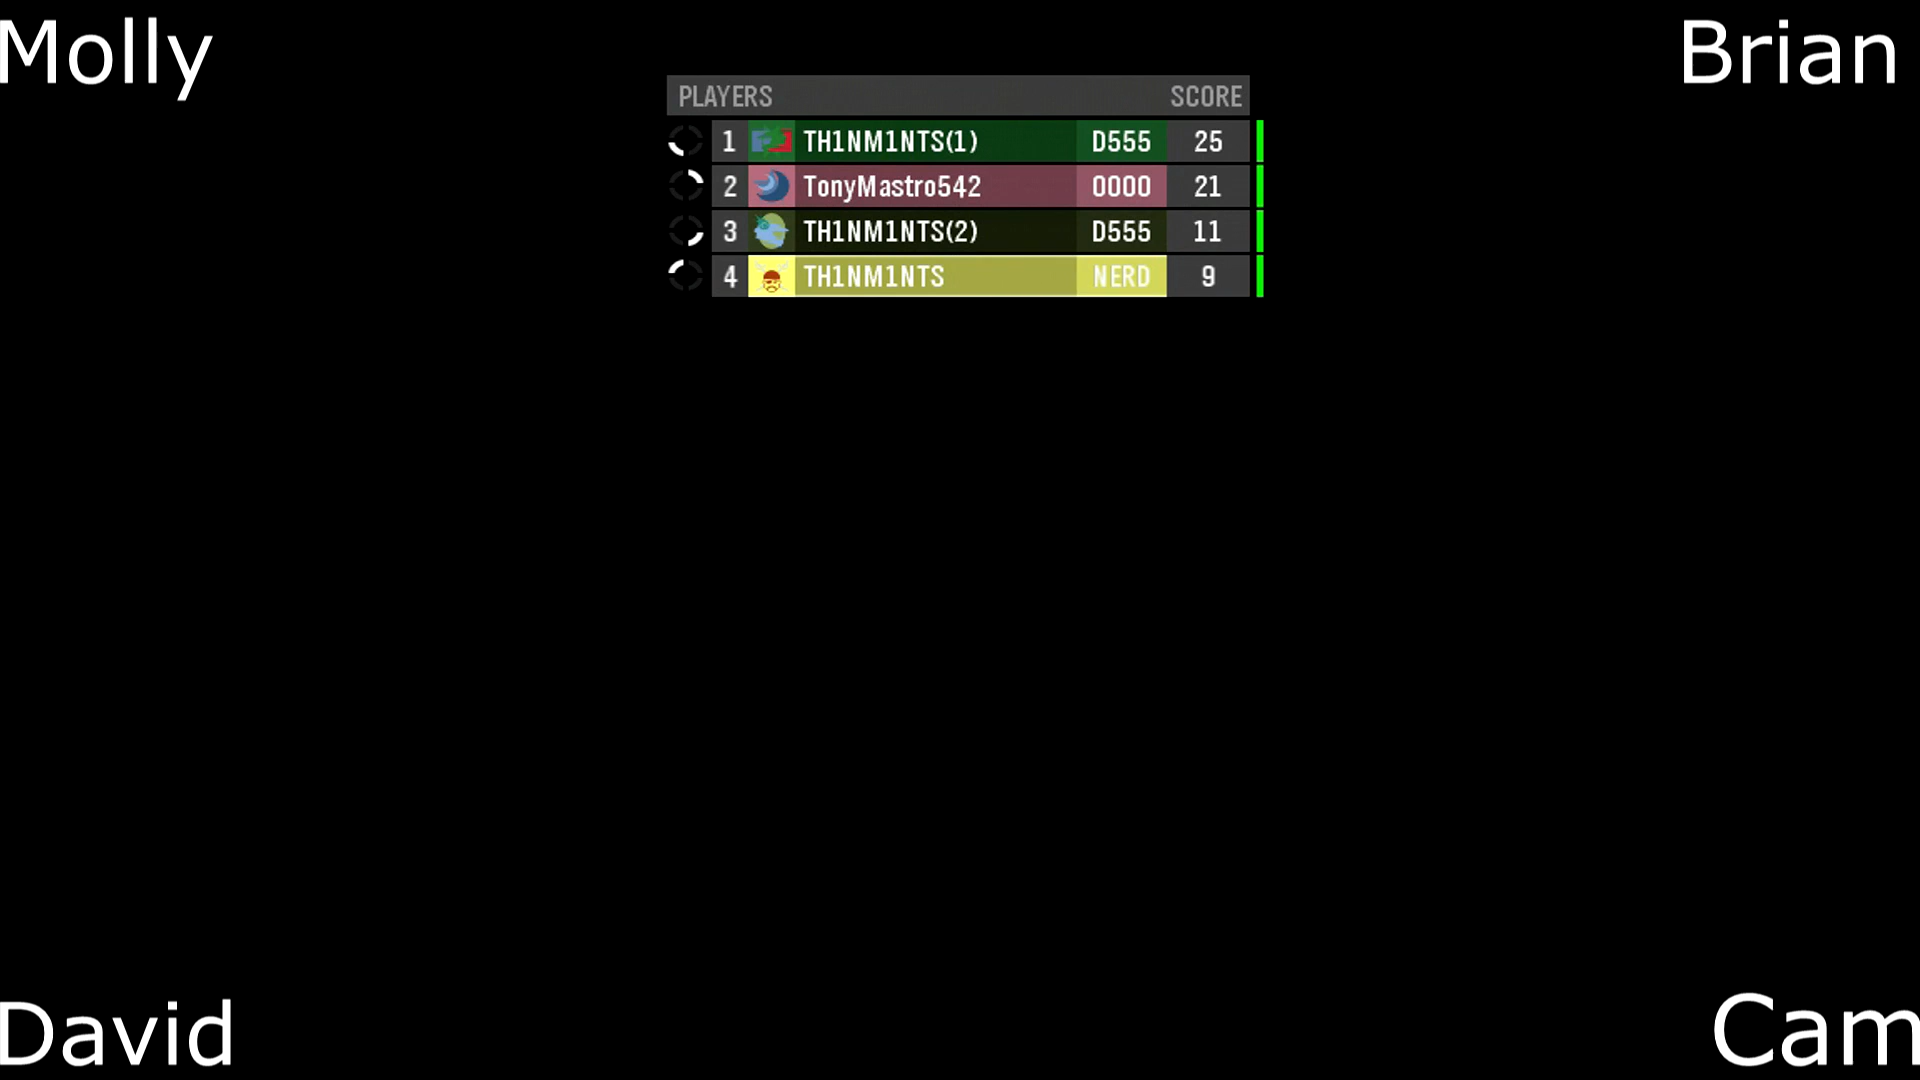 Molly
Brian
PLAYERS SCORE
1 TH1NM1NTS(1) D555 25
2 TonyMastro542 0000 21
3 TH1NM1NTS(2) D555 11
4 TH1NM1NTS NERD 9
David
Cam